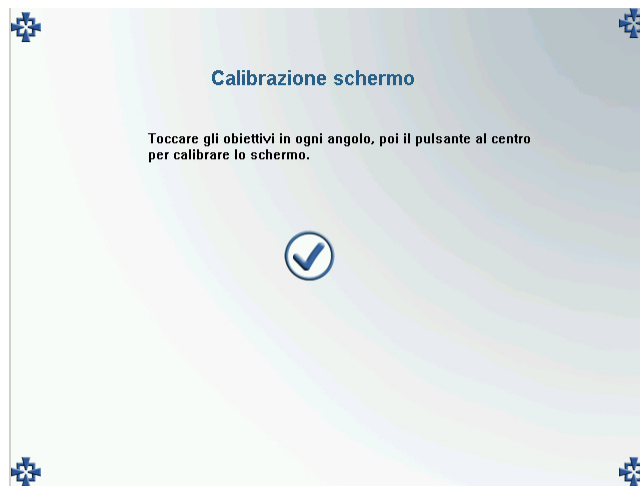 Calibrazione schermo
Toccare gli obiettivi in ogni angolo, poi il pulsante al centro
per calibrare lo schermo.